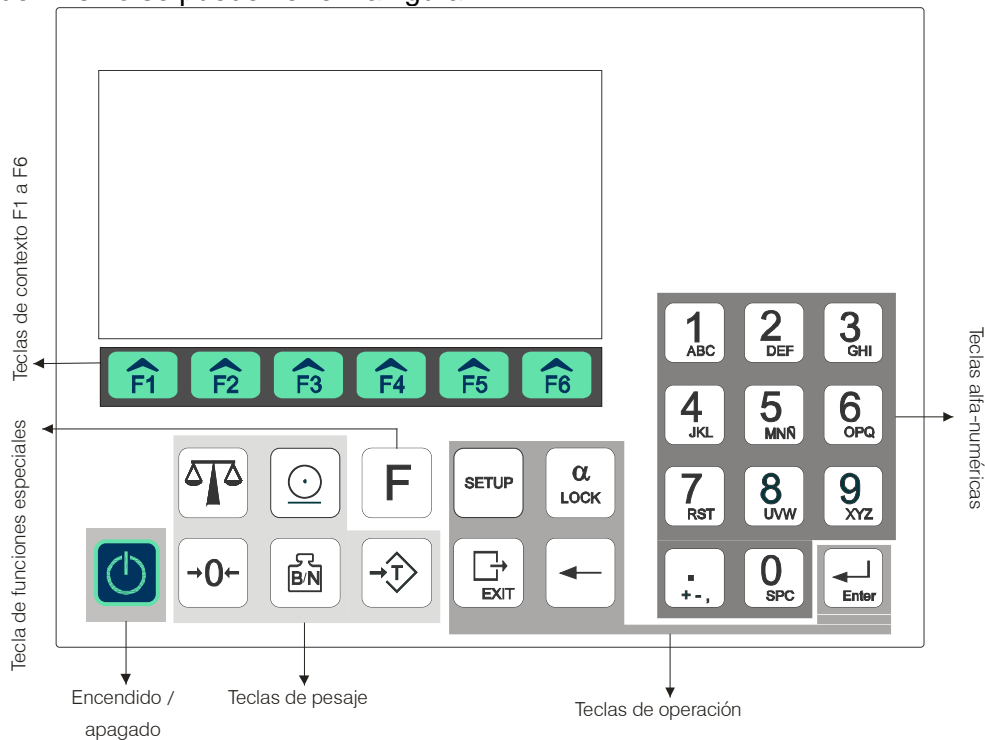 Teclas de contexto F1 a F6
F1 F2 F3 F4 F5 F6
Tecla de funciones especiales
F
SETUP
α
LOCK
→0←
B/N
T
EXIT
1 ABC
2 DEF
3 GHI
4 JKL
5 MNÑ
6 OPQ
7 RST
8 UVW
9 XYZ
. + - ,
0 SPC
Enter
Teclas alfa-numéricas
Encendido /
apagado
Teclas de pesaje
Teclas de operación